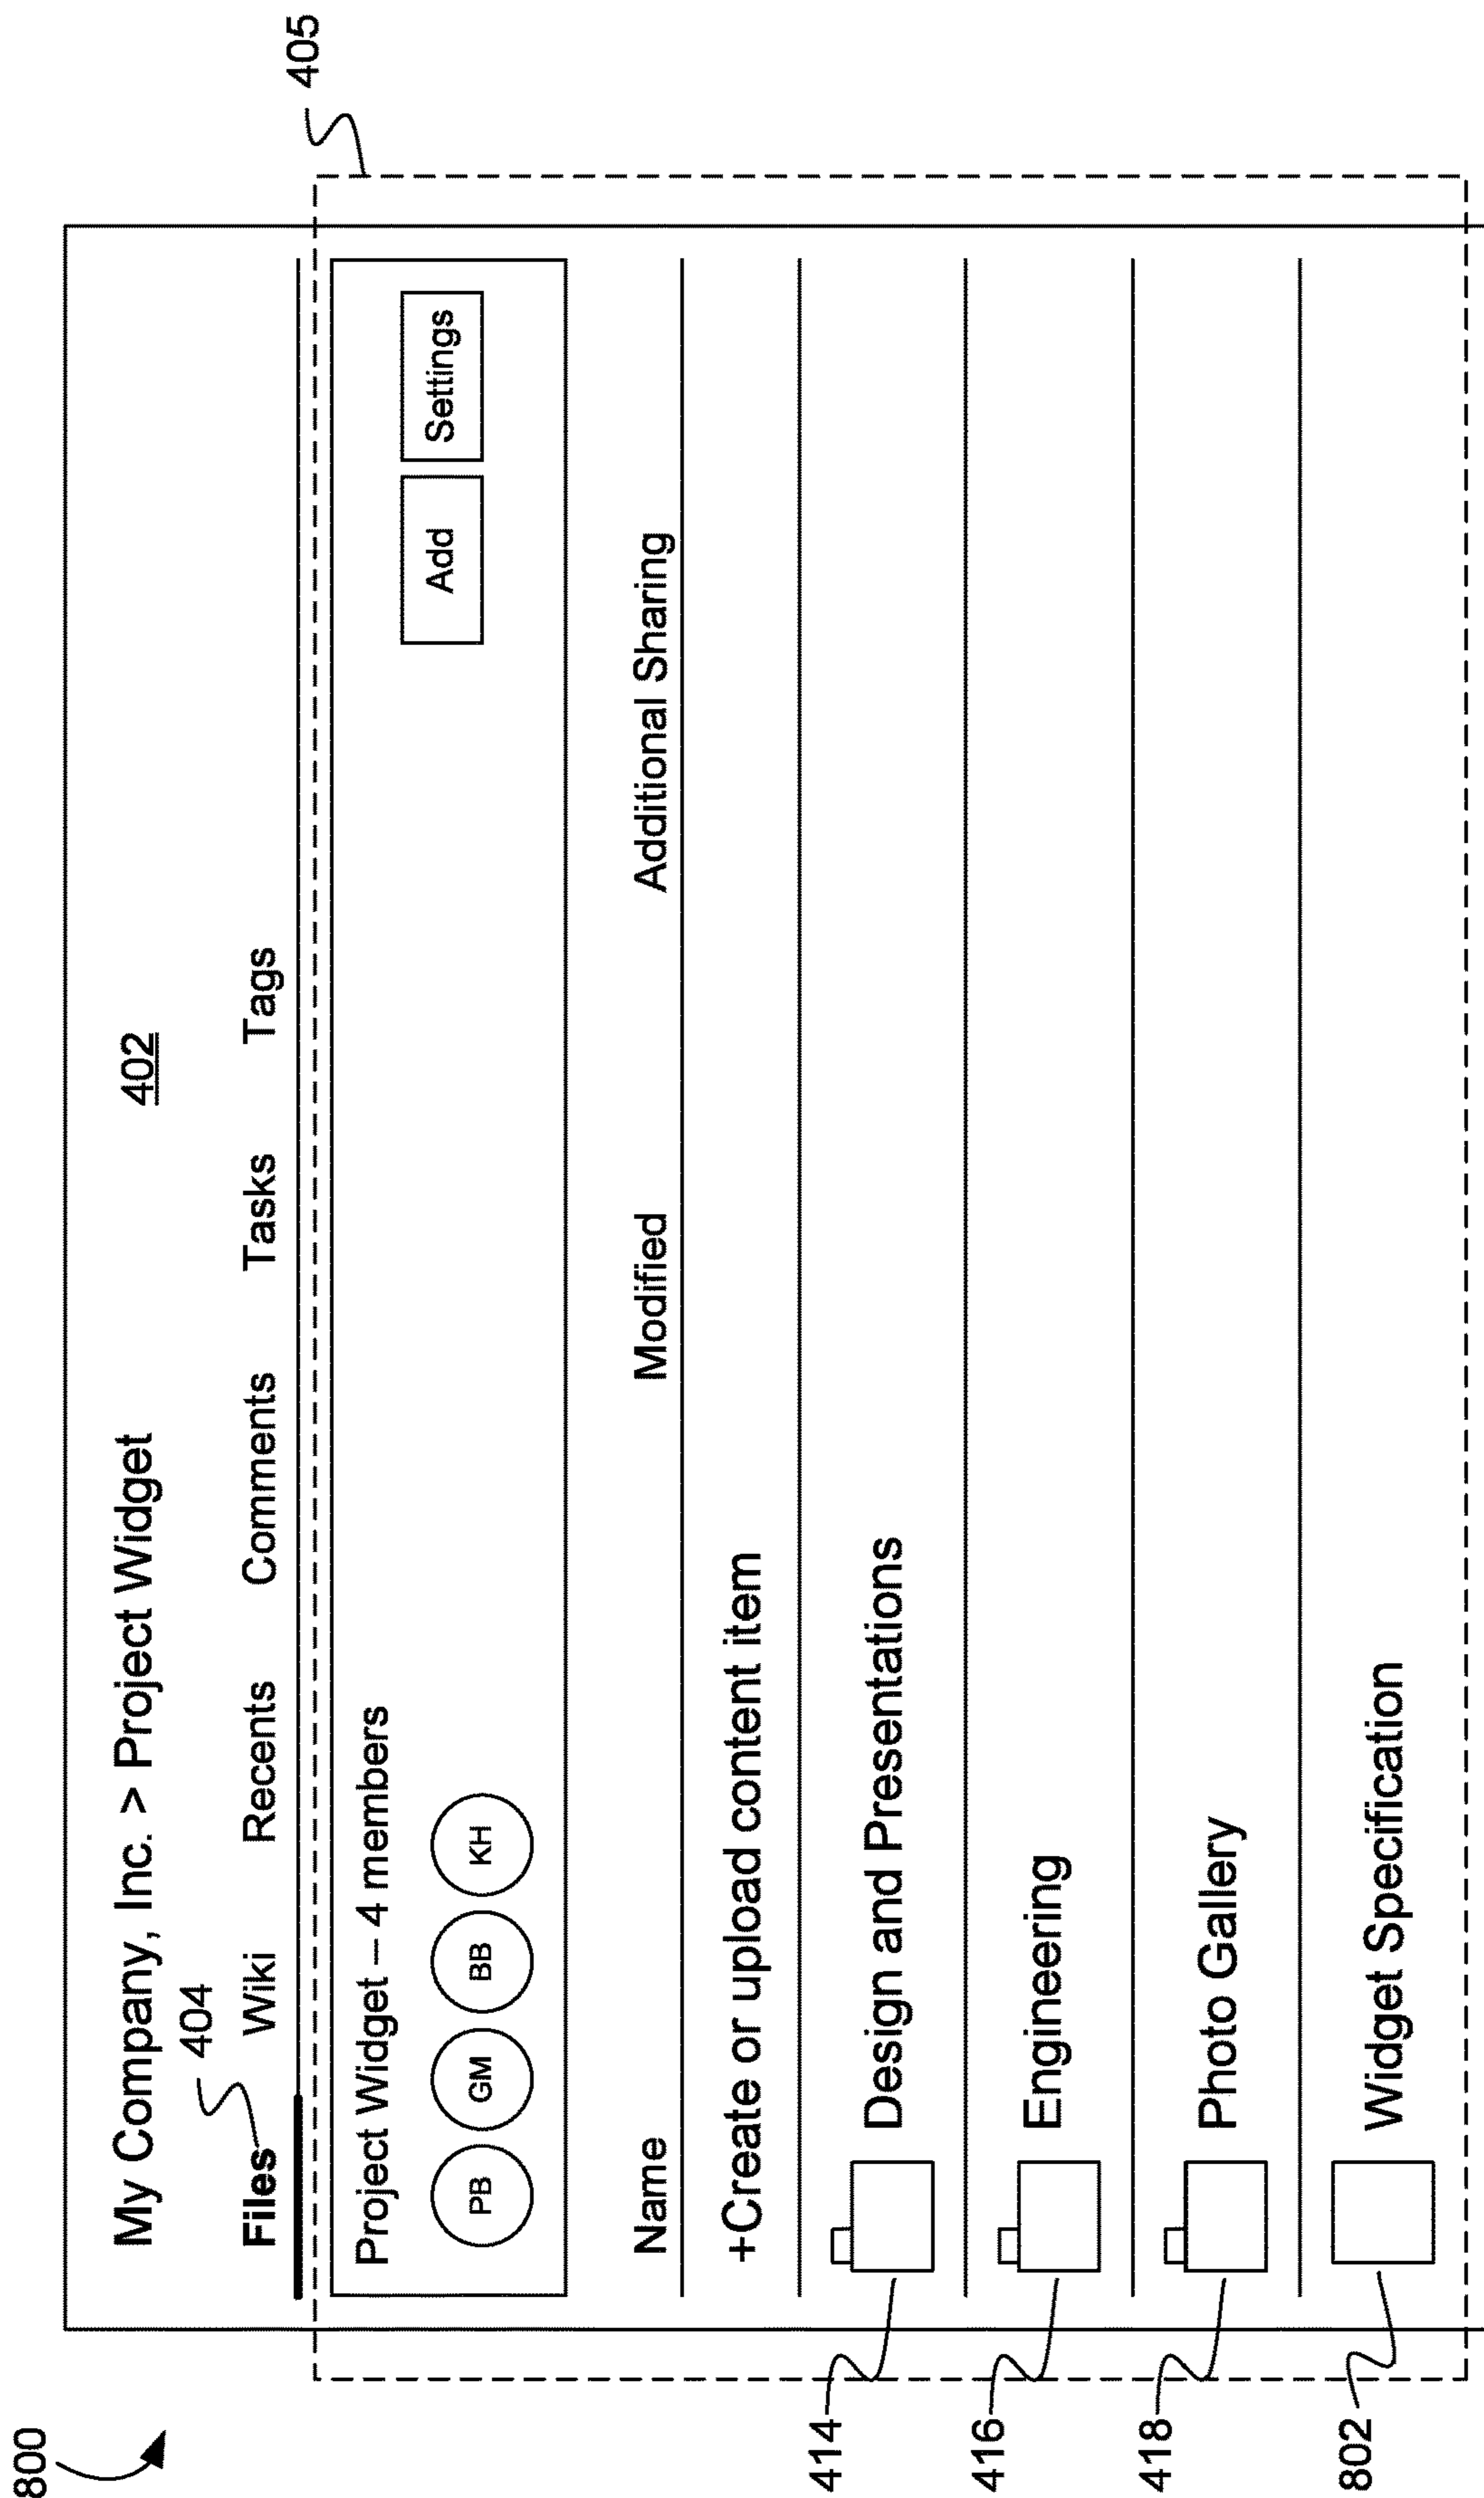 800
My Company, Inc. > Project Widget
402
404
Files Wiki Recents Comments Tasks Tags
405
Project Widget – 4 members
PB GM BB KH
Add Settings
Name Modified Additional Sharing
+Create or upload content item
414 Design and Presentations
416 Engineering
418 Photo Gallery
802 Widget Specification